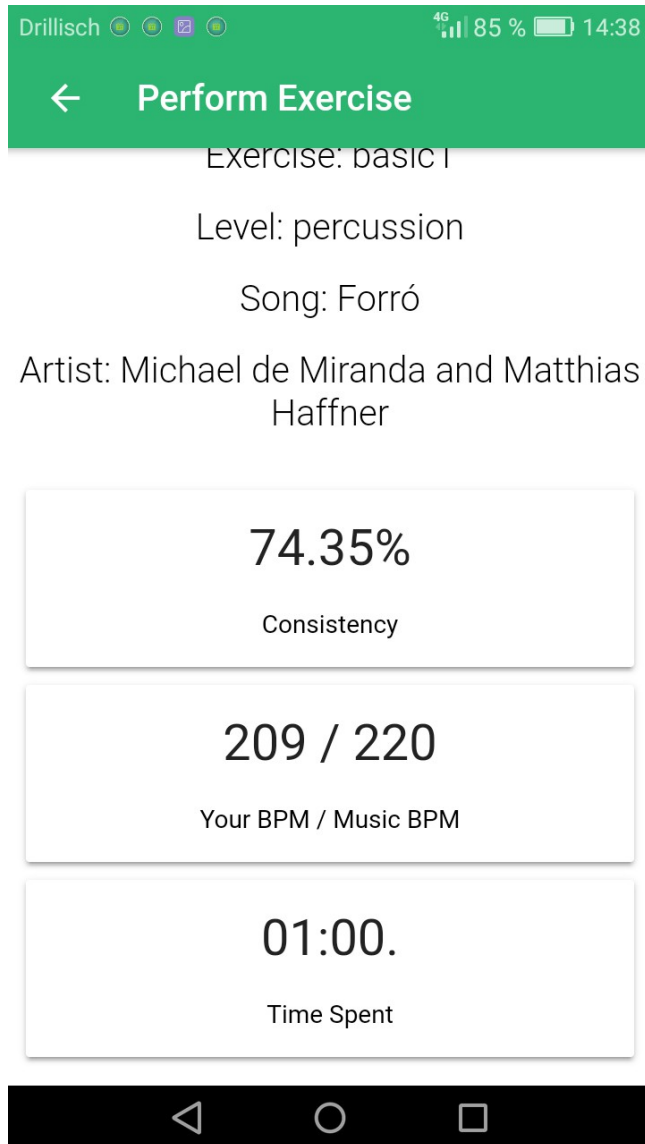 Drillisch 4G 85 % 14:38
Perform Exercise
Exercise: basic1
Level: percussion
Song: Forró
Artist: Michael de Miranda and Matthias
Haffner
74.35%
Consistency
209 / 220
Your BPM / Music BPM
01:00.
Time Spent